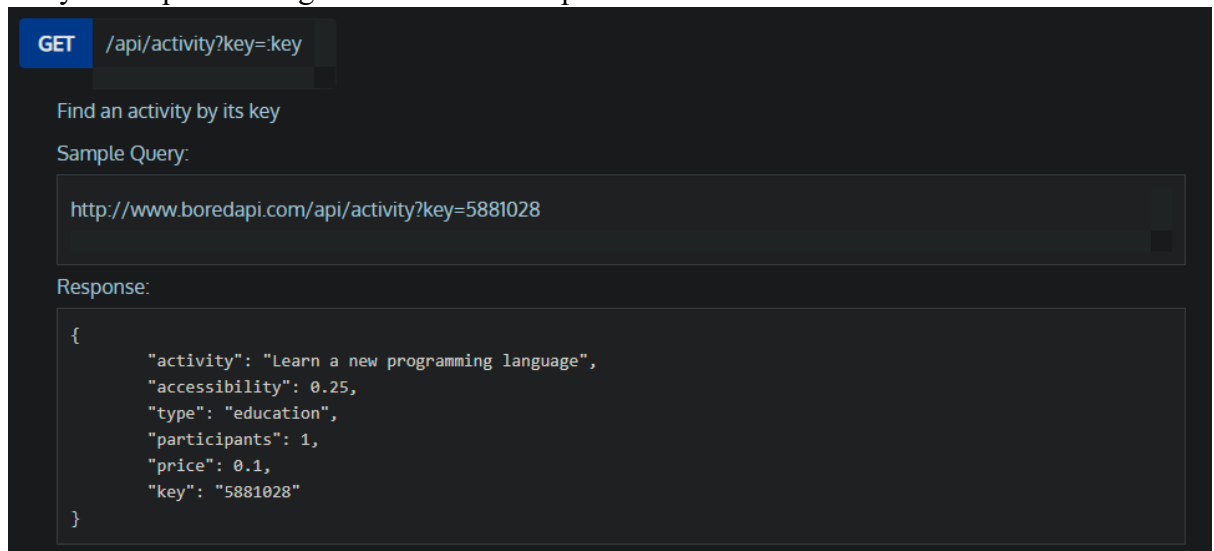 GET /api/activity?key=:key
Find an activity by its key
Sample Query:
http://www.boredapi.com/api/activity?key=5881028
Response:
{
"activity": "Learn a new programming language",
"accessibility": 0.25,
"type": "education",
"participants": 1,
"price": 0.1,
"key": "5881028"
}